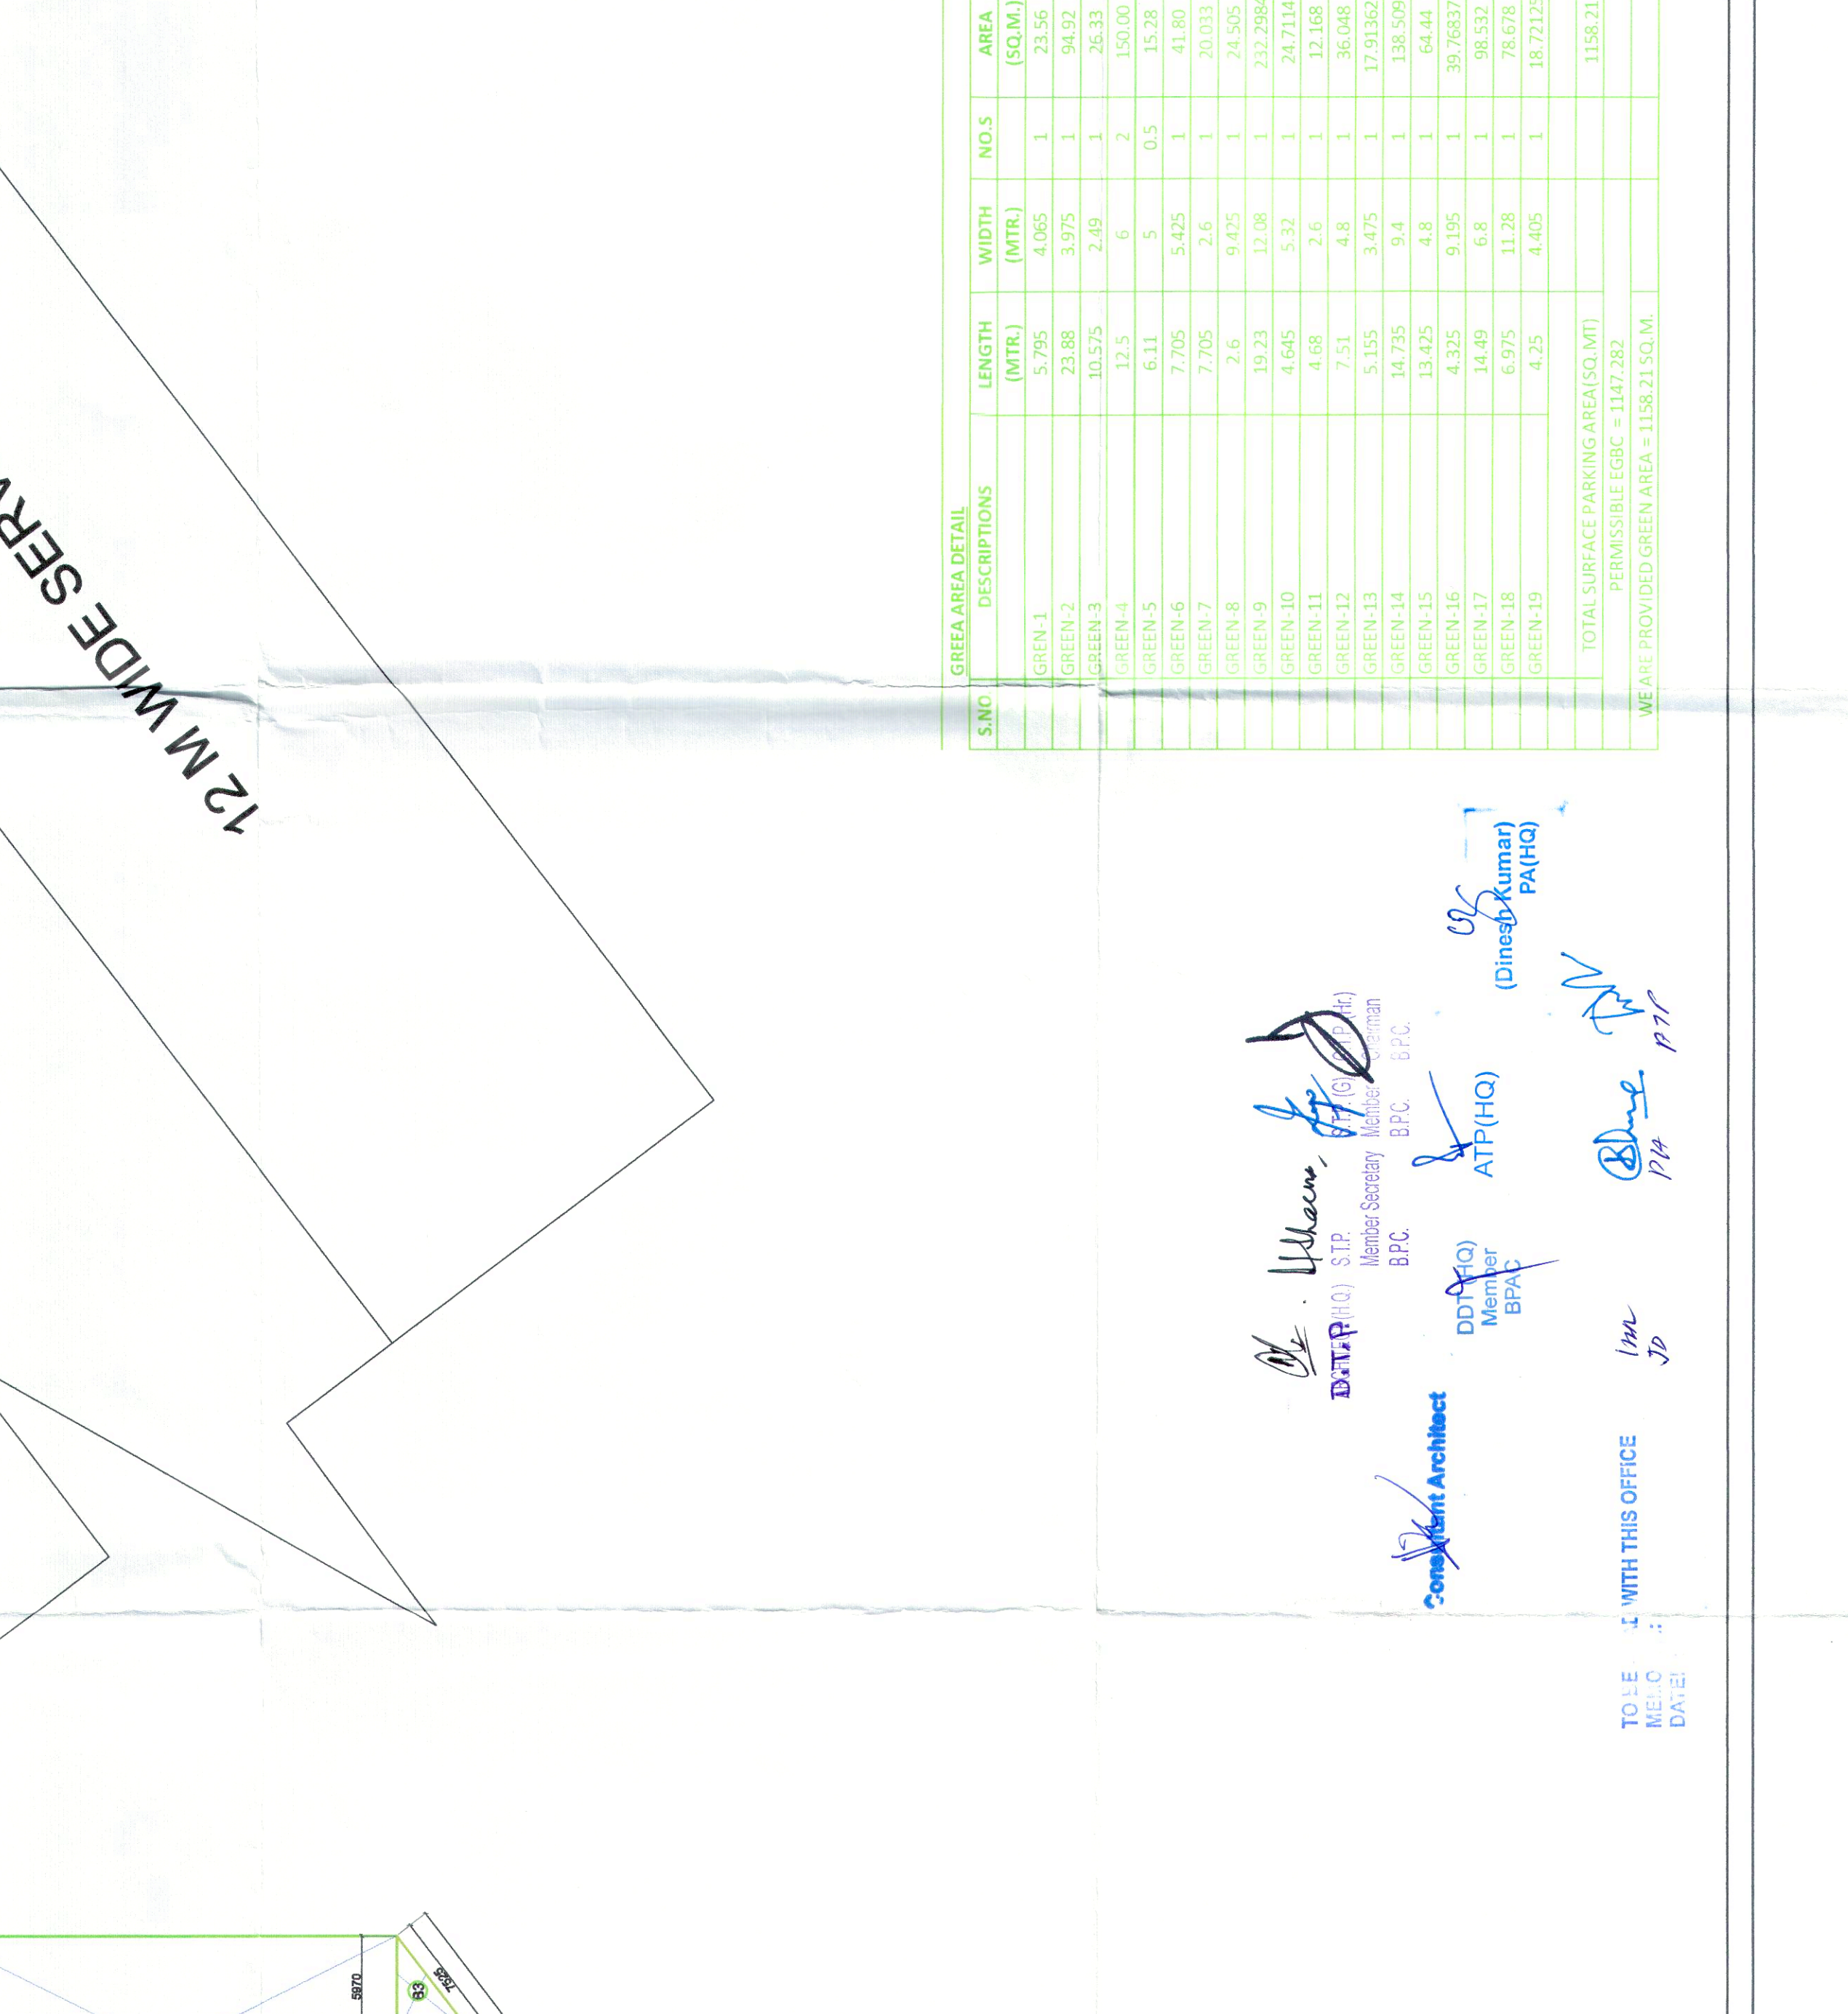 12 M WIDE SERV
GREEA AREA DETAIL
S.NO DESCRIPTIONS LENGTH WIDTH NO.S AREA
(MTR.) (MTR.) (SQ.M.)
GREEN-1 5.795 4.065 1 23.56
GREEN-2 23.88 3.975 1 94.92
GREEN-3 10.575 2.49 1 26.33
GREEN-4 12.5 6 2 150.00
GREEN-5 6.11 5 0.5 15.28
GREEN-6 7.705 5.425 1 41.80
GREEN-7 7.705 2.6 1 20.033
GREEN-8 2.6 9.425 1 24.505
GREEN-9 19.23 12.08 1 232.2984
GREEN-10 4.645 5.32 1 24.7114
GREEN-11 4.68 2.6 1 12.168
GREEN-12 7.51 4.8 1 36.048
GREEN-13 5.155 3.475 1 17.91362
GREEN-14 14.735 9.4 1 138.509
GREEN-15 13.425 4.8 1 64.44
GREEN-16 4.325 9.195 1 39.76837
GREEN-17 14.49 6.8 1 98.532
GREEN-18 6.975 11.28 1 78.678
GREEN-19 4.25 4.405 1 18.72125
TOTAL SURFACE PARKING AREA(SQ.MT) 1158.21
PERMISSIBLE EGBC = 1147.282
WE ARE PROVIDED GREEN AREA = 1158.21 SQ.M.
D.T.P (H.Q.) S.T.P. S.T.P. (G) C.T.P. (Hr.)
Member Secretary Member Chairman
B.P.C. B.P.C. B.P.C.
Consultant Architect
DDT (HQ)
Member
BPAC
ATP(HQ)
(Dinesh Kumar)
PA(HQ)
JD
TO BE WITH THIS OFFICE
MEMO
DATE
5970
7525
63